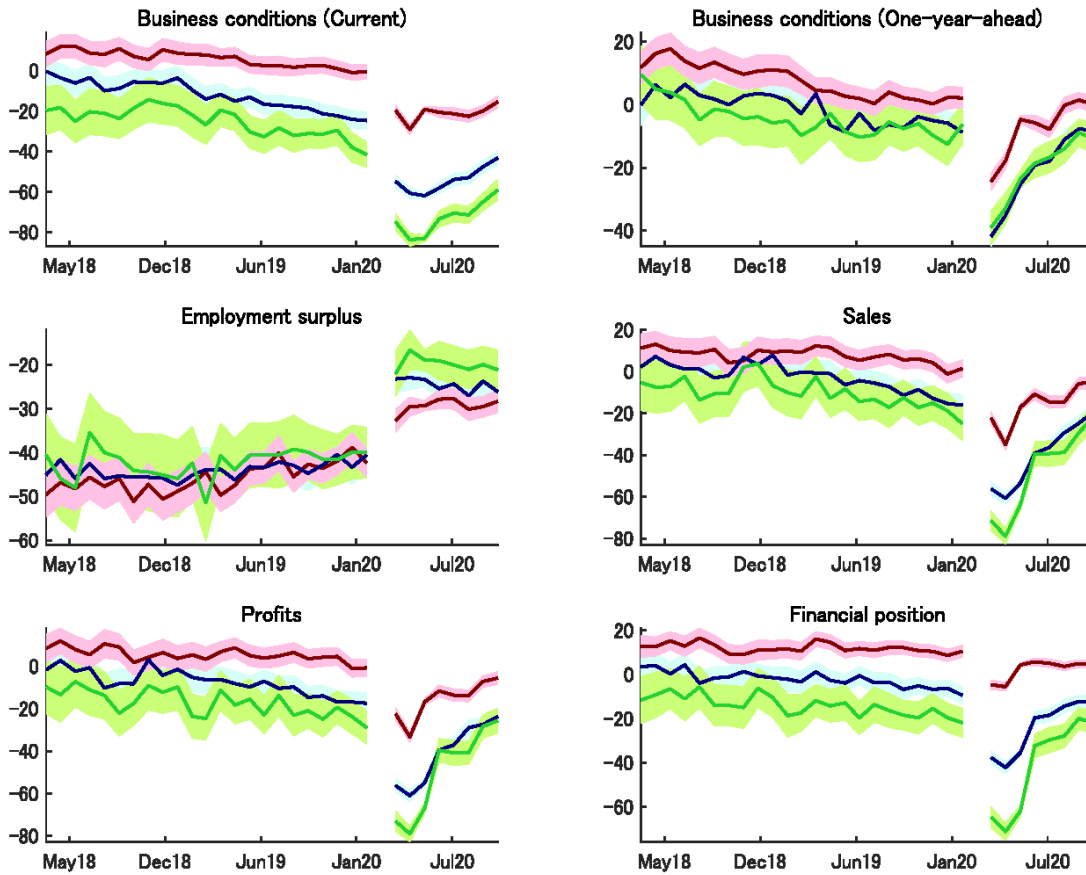 Business conditions (Current)
0
-20
-40
-60
-80
May18 Dec18 Jun19 Jan20 Jul20
Business conditions (One-year-ahead)
20
0
-20
-40
May18 Dec18 Jun19 Jan20 Jul20
Employment surplus
-20
-30
-40
-50
-60
May18 Dec18 Jun19 Jan20 Jul20
Sales
20
0
-20
-40
-60
-80
May18 Dec18 Jun19 Jan20 Jul20
Profits
0
-20
-40
-60
-80
May18 Dec18 Jun19 Jan20 Jul20
Financial position
20
0
-20
-40
-60
May18 Dec18 Jun19 Jan20 Jul20